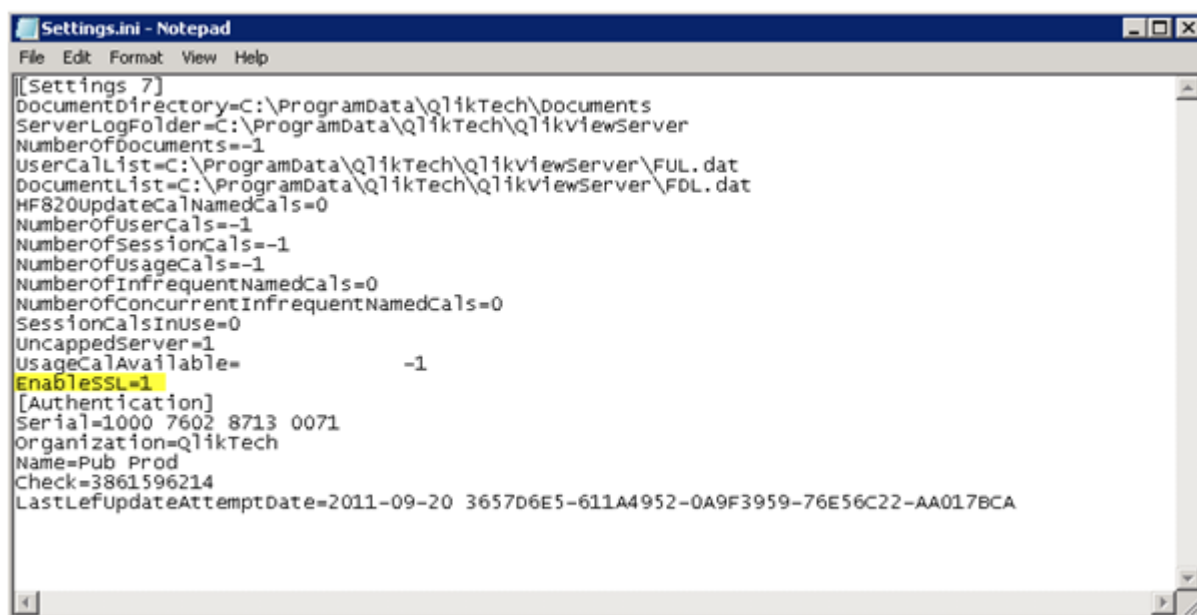 Settings.ini - Notepad
File Edit Format View Help
[Settings 7]
DocumentDirectory=C:\ProgramData\QlikTech\Documents
ServerLogFolder=C:\ProgramData\QlikTech\QlikViewServer
NumberOfDocuments=-1
UserCalList=C:\ProgramData\QlikTech\QlikViewServer\FUL.dat
DocumentList=C:\ProgramData\QlikTech\QlikViewServer\FDL.dat
HF820UpdateCalNamedCals=0
NumberOfUserCals=-1
NumberOfSessionCals=-1
NumberOfUsageCals=-1
NumberOfInfrequentNamedCals=0
NumberOfConcurrentInfrequentNamedCals=0
SessionCalsInUse=0
UncappedServer=1
UsageCalAvailable= -1
EnableSSL=1
[Authentication]
Serial=1000 7602 8713 0071
Organization=QlikTech
Name=Pub Prod
Check=3861596214
LastLefUpdateAttemptDate=2011-09-20 3657D6E5-611A4952-0A9F3959-76E56C22-AA017BCA